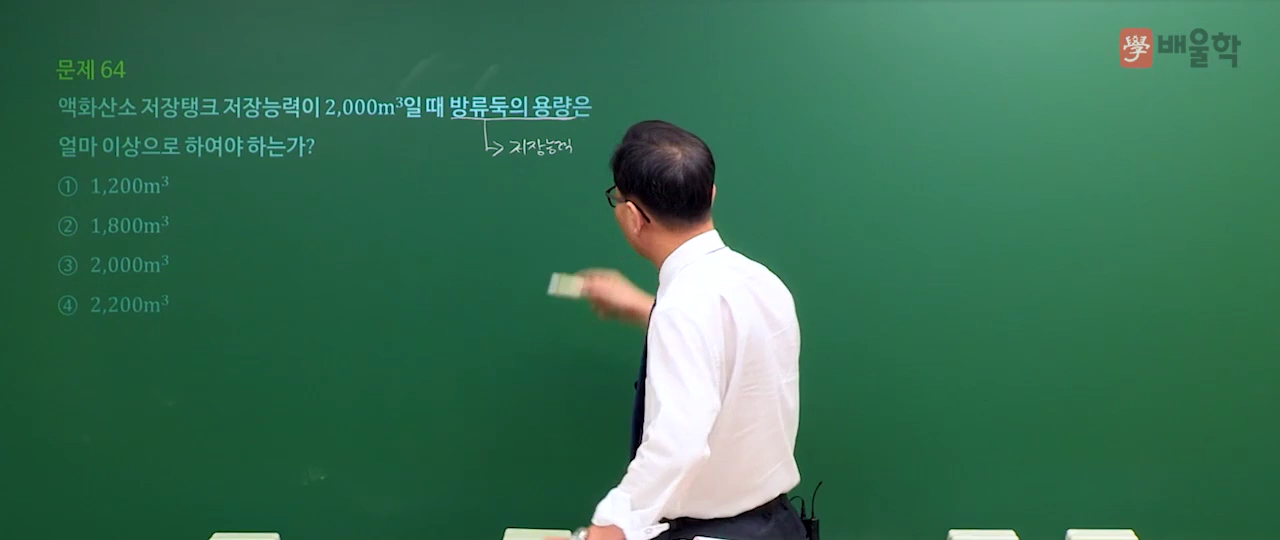 學 배울학
문제 64
액화산소 저장탱크 저장능력이 2,000m³일 때 방류둑의 용량은
얼마 이상으로 하여야 하는가?
저장능력
① 1,200m³
② 1,800m³
③ 2,000m³
④ 2,200m³